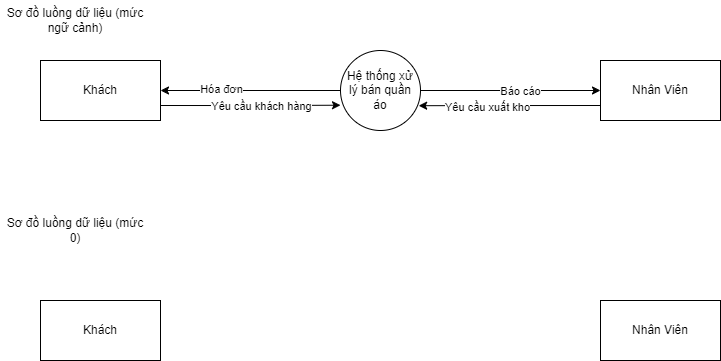 Sơ đồ luồng dữ liệu (mức
ngữ cảnh)
Khách
Hóa đơn
Yêu cầu khách hàng
Hệ thống xử
lý bán quần
áo
Báo cáo
Yêu cầu xuất kho
Nhân Viên
Sơ đồ luồng dữ liệu (mức
0)
Khách
Nhân Viên